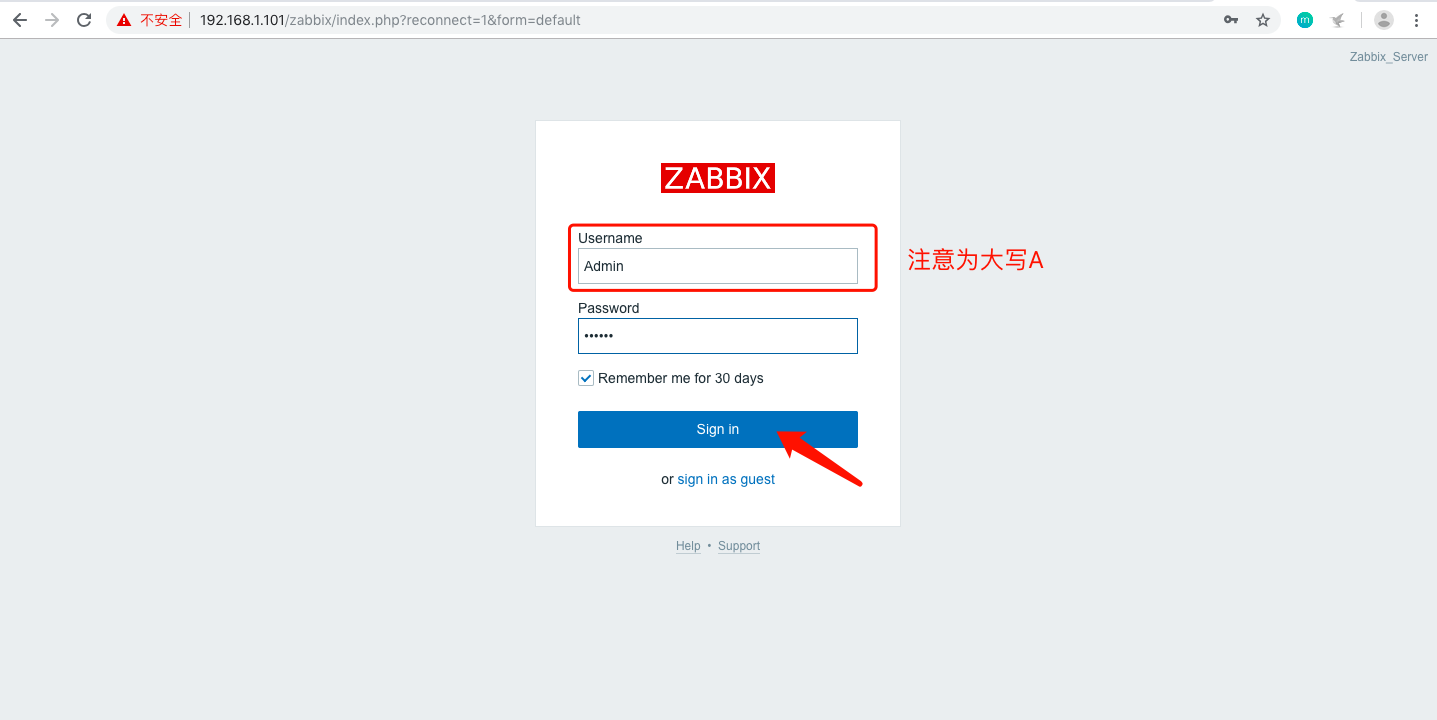 不安全 192.168.1.101/zabbix/index.php?reconnect=1&form=default
Zabbix_Server
ZABBIX
Username
Admin
注意为大写A
Password
••••••
Remember me for 30 days
Sign in
or sign in as guest
Help • Support